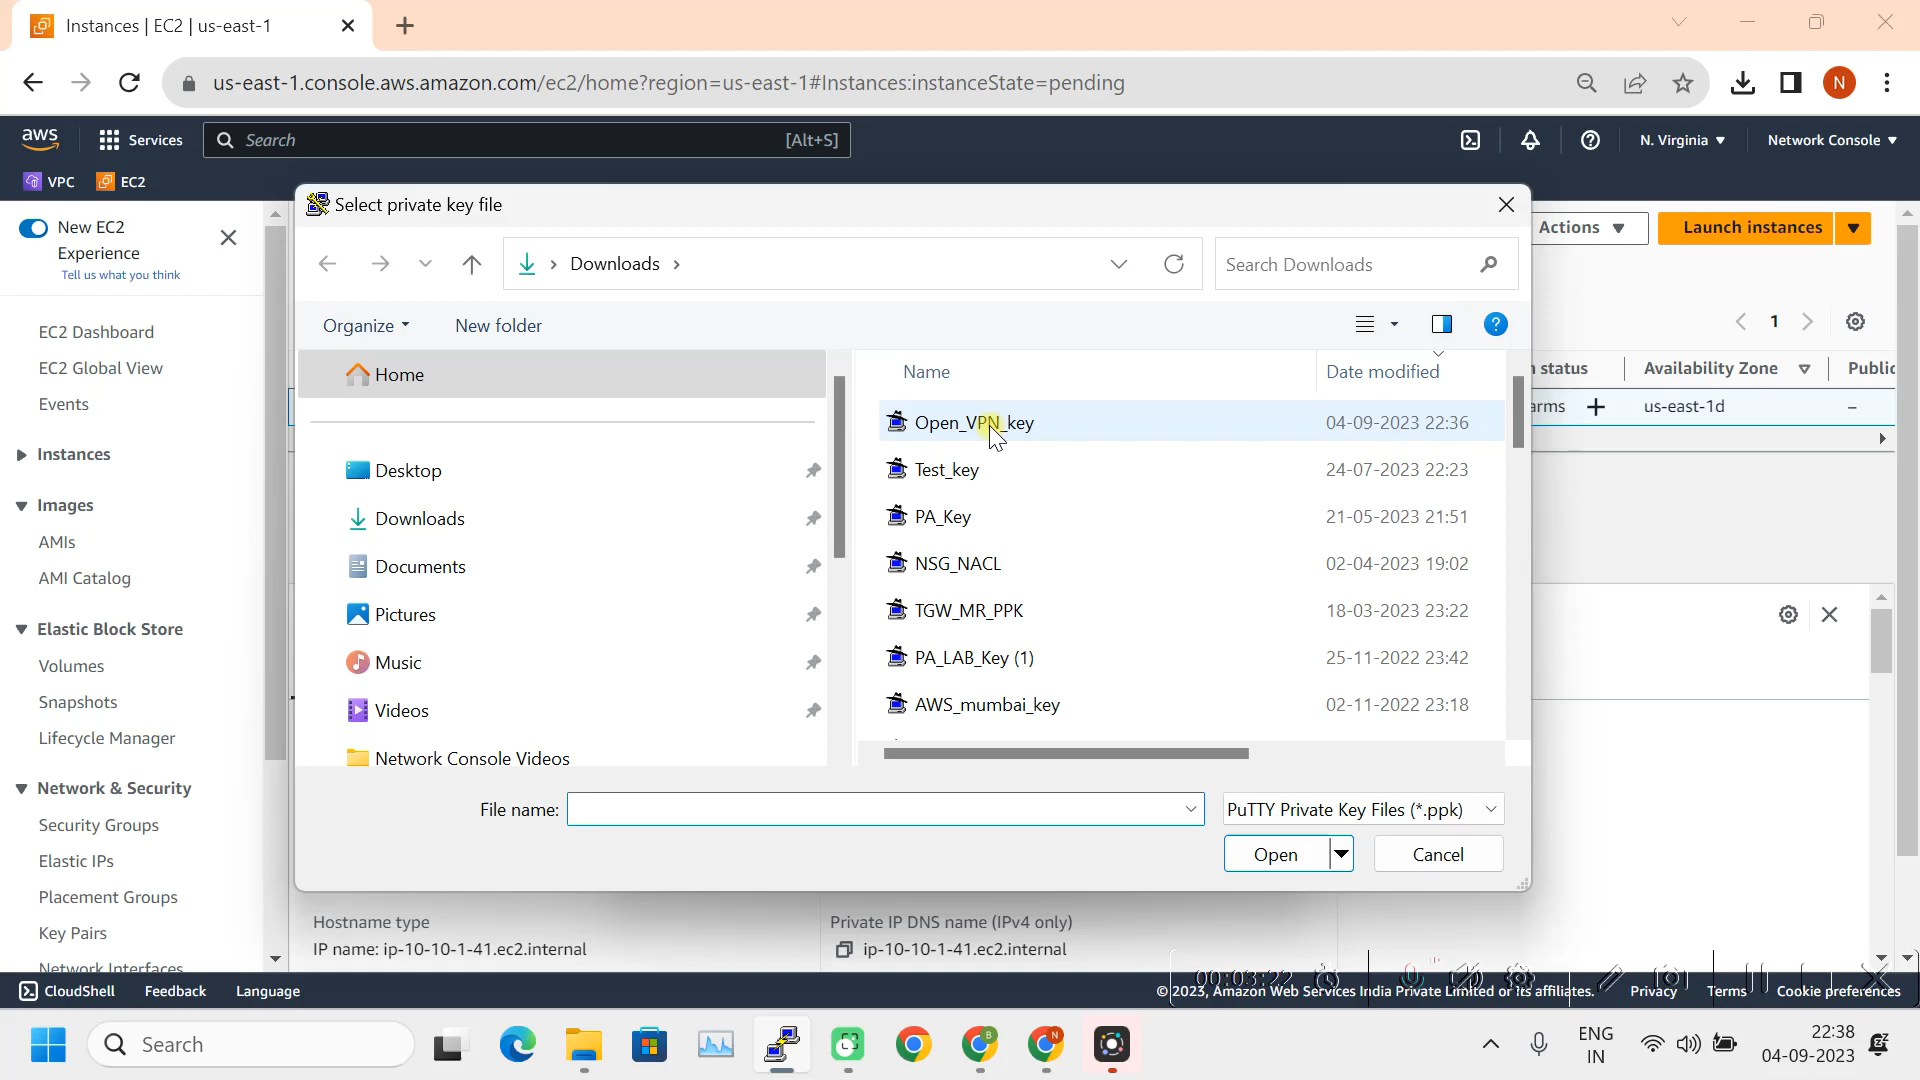 Instances | EC2 | us-east-1
us-east-1.console.aws.amazon.com/ec2/home?region=us-east-1#Instances:instanceState=pending
N
aws
Services
Search
[Alt+S]
N. Virginia
Network Console
VPC
EC2
New EC2
Experience
Tell us what you think
EC2 Dashboard
EC2 Global View
Events
Instances
Images
AMIs
AMI Catalog
Elastic Block Store
Volumes
Snapshots
Lifecycle Manager
Network & Security
Security Groups
Elastic IPs
Placement Groups
Key Pairs
Network Interfaces
Select private key file
Downloads
Search Downloads
Organize
New folder
Home
Desktop
Downloads
Documents
Pictures
Music
Videos
Network Console Videos
Name
Date modified
Open_VPN_key 04-09-2023 22:36
Test_key 24-07-2023 22:23
PA_Key 21-05-2023 21:51
NSG_NACL 02-04-2023 19:02
TGW_MR_PPK 18-03-2023 23:22
PA_LAB_Key (1) 25-11-2022 23:42
AWS_mumbai_key 02-11-2022 23:18
File name:
PuTTY Private Key Files (*.ppk)
Open
Cancel
Actions
Launch instances
1
status
Availability Zone
Public
arms
us-east-1d
–
Hostname type
IP name: ip-10-10-1-41.ec2.internal
Private IP DNS name (IPv4 only)
ip-10-10-1-41.ec2.internal
00:03:22
CloudShell
Feedback
Language
© 2023, Amazon Web Services India Private Limited or its affiliates.
Privacy
Terms
Cookie preferences
Search
B
N
ENG
IN
22:38
04-09-2023